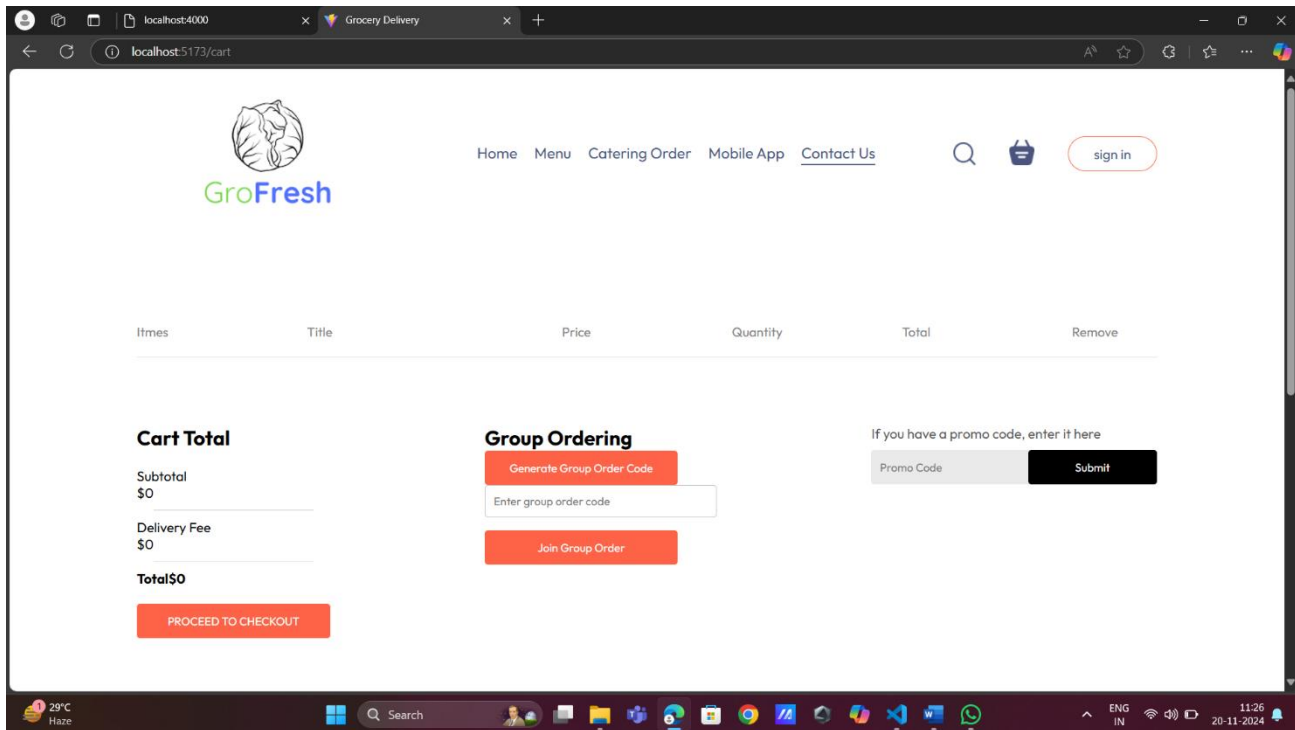 localhost:4000
Grocery Delivery
localhost:5173/cart
GroFresh
Home Menu Catering Order Mobile App Contact Us
sign in
Itmes Title Price Quantity Total Remove
Cart Total
Subtotal
$0
Delivery Fee
$0
Total$0
PROCEED TO CHECKOUT
Group Ordering
Generate Group Order Code
Enter group order code
Join Group Order
If you have a promo code, enter it here
Promo Code Submit
1
29°C
Haze
Search
ENG
IN
11:26
20-11-2024